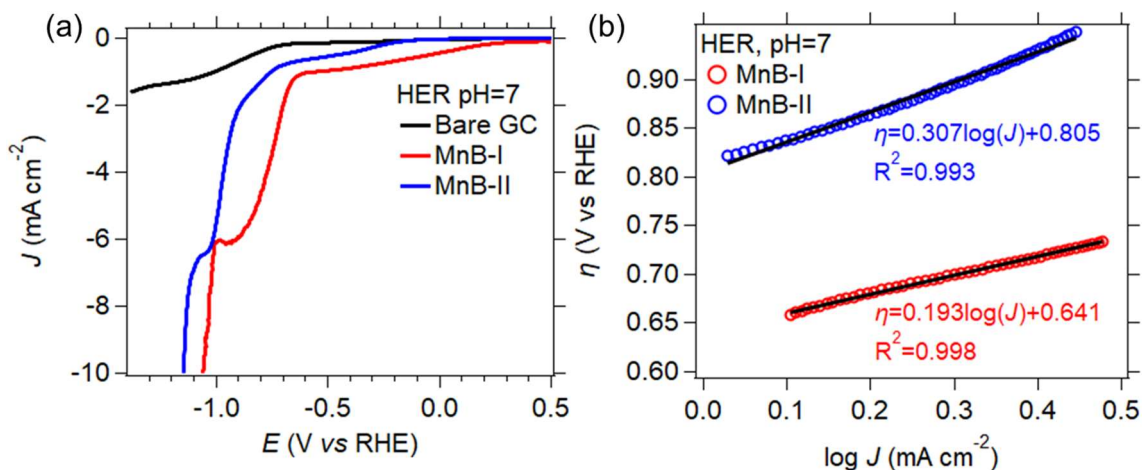 (a)
0
-2
-4
-6
-8
-10
J (mA cm⁻²)
HER pH=7
Bare GC
MnB-I
MnB-II
-1.0
-0.5
0.0
0.5
E (V vs RHE)
(b)
HER, pH=7
MnB-I
MnB-II
0.90
0.85
0.80
0.75
0.70
0.65
0.60
η (V vs RHE)
η=0.307log(J)+0.805
R²=0.993
η=0.193log(J)+0.641
R²=0.998
0.0
0.1
0.2
0.3
0.4
0.5
log J (mA cm⁻²)